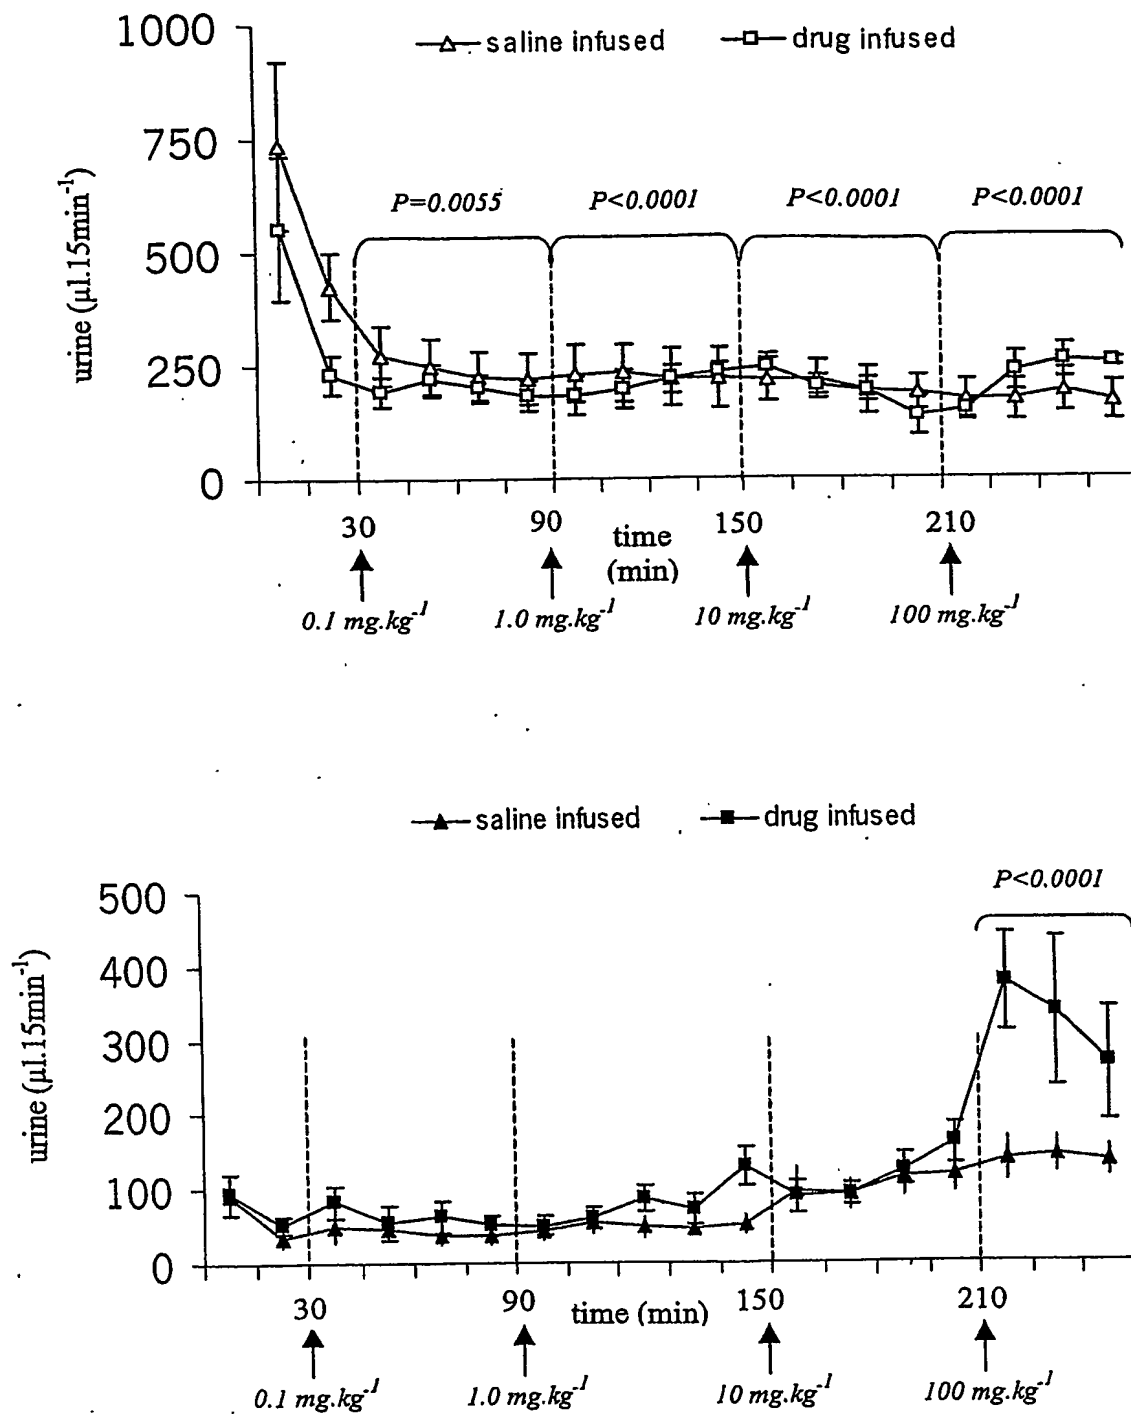 1000
saline infused
drug infused
750
P=0.0055
P<0.0001
P<0.0001
P<0.0001
500
urine (µl.15min⁻¹)
250
0
30
90
time
(min)
150
210
0.1 mg.kg⁻¹
1.0 mg.kg⁻¹
10 mg.kg⁻¹
100 mg.kg⁻¹
saline infused
drug infused
P<0.0001
500
400
300
urine (µl.15min⁻¹)
200
100
0
30
90
time (min)
150
210
0.1 mg.kg⁻¹
1.0 mg.kg⁻¹
10 mg.kg⁻¹
100 mg.kg⁻¹